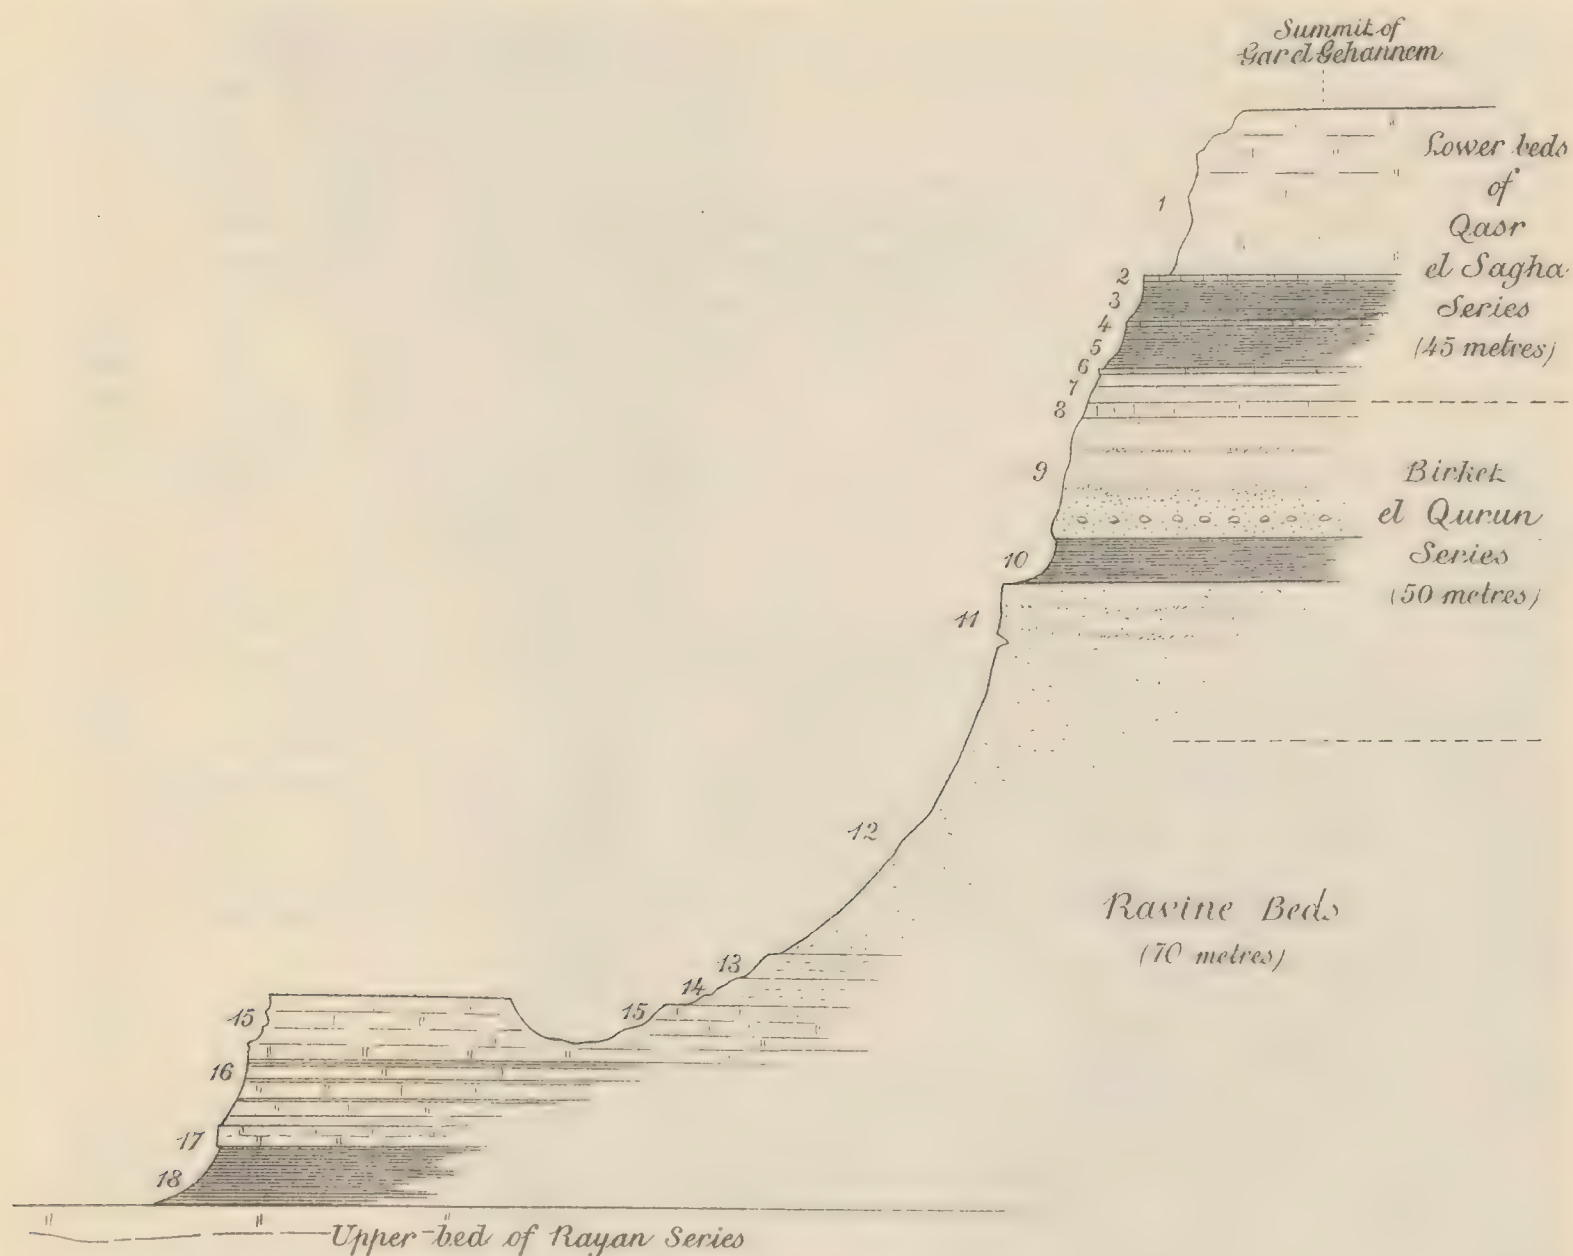 Summit of
Gar el Gehannem
Lower beds
of
Qasr
el Sagha
Series
(45 metres)
1
2
3
4
5
6
7
8
9
Birket
el Qurun
Series
(50 metres)
10
11
12
Ravine Beds
(70 metres)
13
14
15
15
16
17
18
Upper bed of Rayan Series